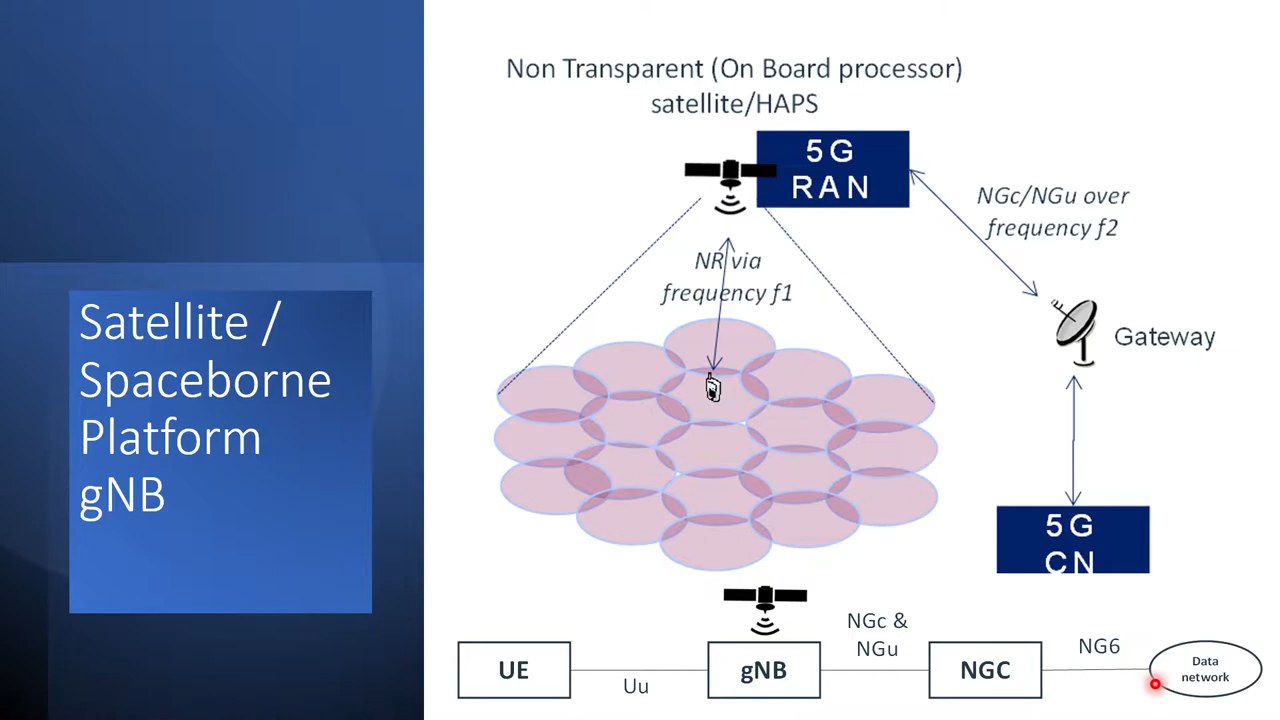 Satellite /
Spaceborne
Platform
gNB
Non Transparent (On Board processor)
satellite/HAPS
5G
RAN
NGc/NGu over
frequency f2
NR via
frequency f1
Gateway
5G
CN
UE
Uu
gNB
NGc &
NGu
NGC
NG6
Data
network